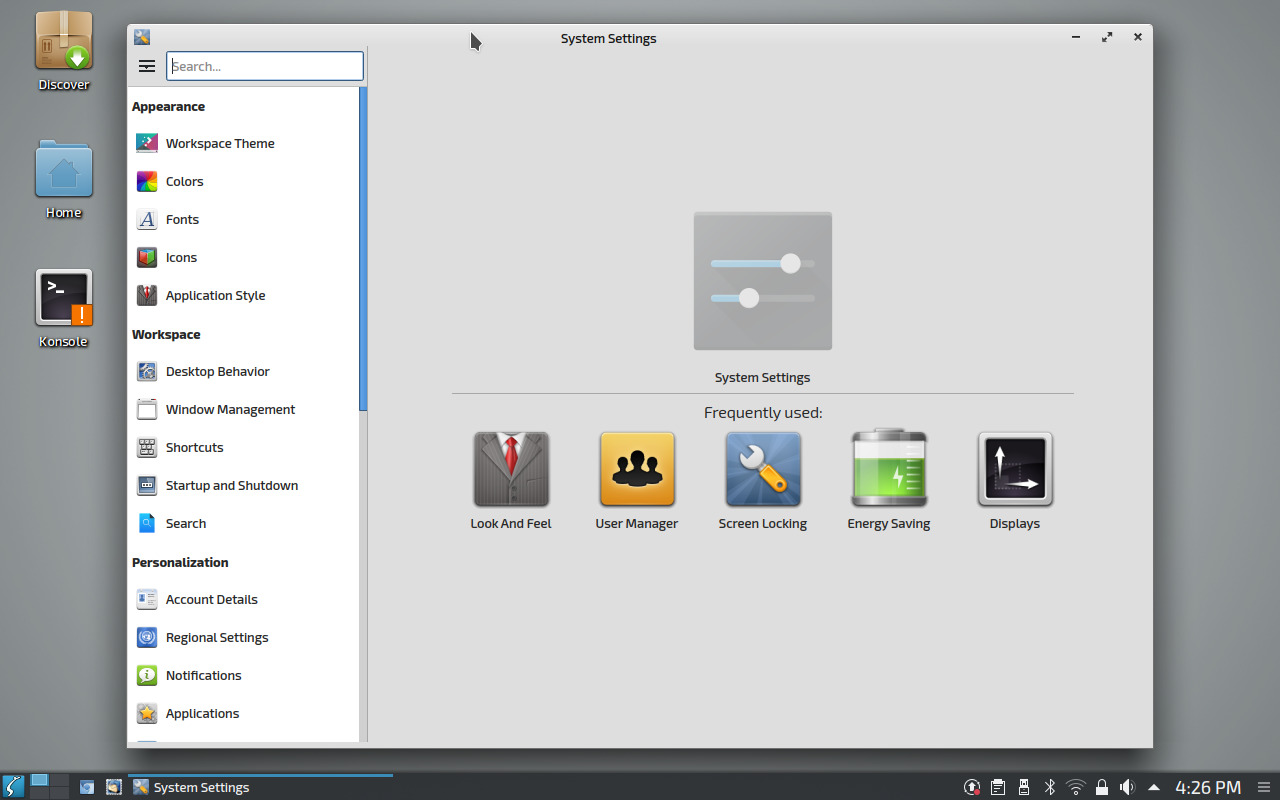 Discover
Home
>_
Konsole
System Settings
Search...
Appearance
Workspace Theme
Colors
A Fonts
Icons
Application Style
Workspace
Desktop Behavior
Window Management
Shortcuts
Startup and Shutdown
Search
Personalization
Account Details
Regional Settings
Notifications
Applications
System Settings
Frequently used:
Look And Feel
User Manager
Screen Locking
Energy Saving
Displays
System Settings
4:26 PM